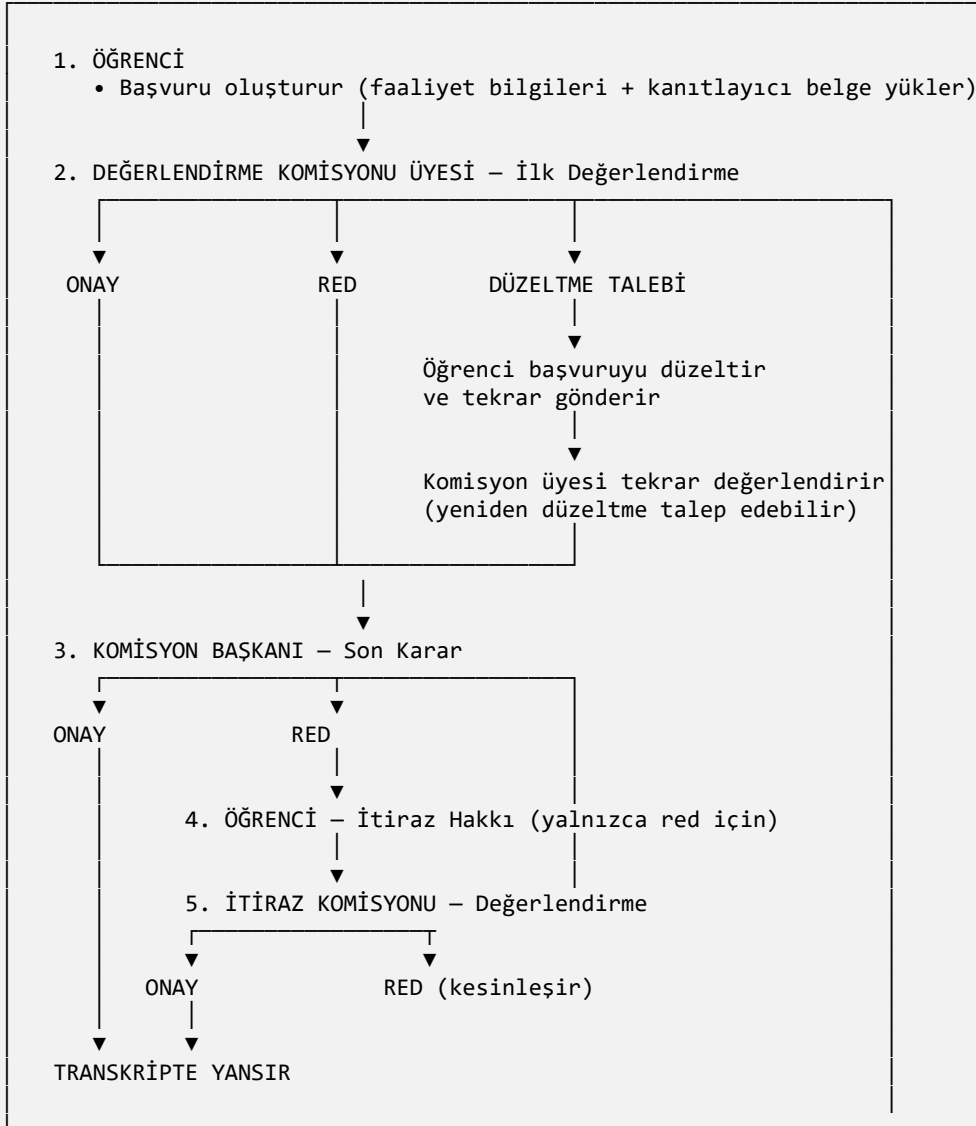 1. ÖĞRENCİ
• Başvuru oluşturur (faaliyet bilgileri + kanıtlayıcı belge yükler)
2. DEĞERLENDİRME KOMİSYONU ÜYESİ — İlk Değerlendirme
ONAY RED DÜZELTME TALEBİ
Öğrenci başvuruyu düzeltir
ve tekrar gönderir
Komisyon üyesi tekrar değerlendirir
(yeniden düzeltme talep edebilir)
3. KOMİSYON BAŞKANI — Son Karar
ONAY RED
4. ÖĞRENCİ — İtiraz Hakkı (yalnızca red için)
5. İTİRAZ KOMİSYONU — Değerlendirme
ONAY RED (kesinleşir)
TRANSKRİPTE YANSIR